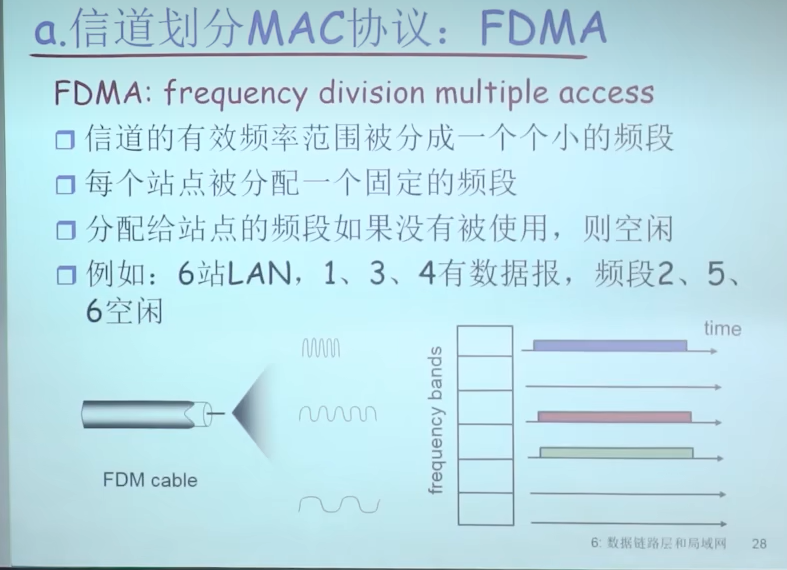 a.信道划分MAC协议：FDMA
FDMA: frequency division multiple access
信道的有效频率范围被分成一个个小的频段
每个站点被分配一个固定的频段
分配给站点的频段如果没有被使用，则空闲
例如：6站LAN，1、3、4有数据报，频段2、5、
6空闲
time
frequency bands
FDM cable
6: 数据链路层和局域网 28